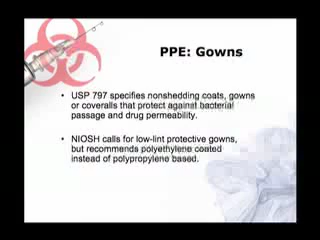 PPE: Gowns
• USP 797 specifies nonshedding coats, gowns
or coveralls that protect against bacterial
passage and drug permeability.
• NIOSH calls for low-lint protective gowns,
but recommends polyethylene coated
instead of polypropylene based.